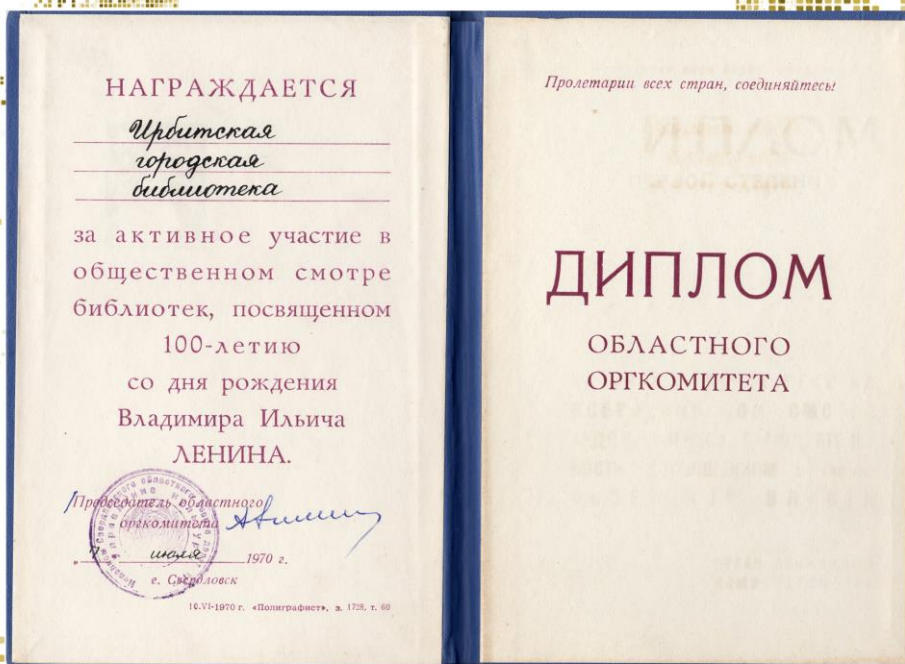 НАГРАЖДАЕТСЯ
Ирбитская
городская
библиотека
за активное участие в
общественном смотре
библиотек, посвященном
100-летию
со дня рождения
Владимира Ильича
ЛЕНИНА.
Председатель областного
оргкомитета
"7" июля 1970 г.
г. Свердловск
10.VI-1970 г. «Полиграфист», з. 1728, т. 60
Пролетарии всех стран, соединяйтесь!
ДИПЛОМ
ОБЛАСТНОГО
ОРГКОМИТЕТА